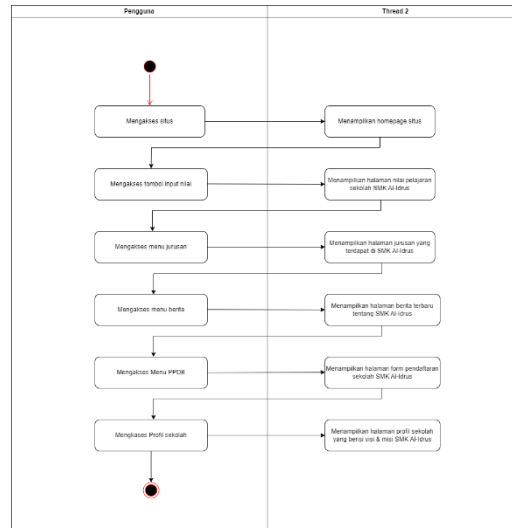 Pengguna
Thread 2
Mengakses situs
Menampilkan homepage situs
Mengakses tombol input nilai
Menampilkan halaman nilai pelajaran
sekolah SMK Al-Idrus
Mengakses menu jurusan
Menampilkan halaman jurusan yang
terdapat di SMK Al-Idrus
Mengakses menu berita
Menampilkan halaman berita terbaru
tentang SMK Al-Idrus
Mengakses Menu PPDB
Menampilkan halaman form pendaftaran
sekolah SMK Al-Idrus
Mengkases Profil sekolah
Menampilkan halaman profil sekolah
yang berisi visi & misi SMK Al-Idrus